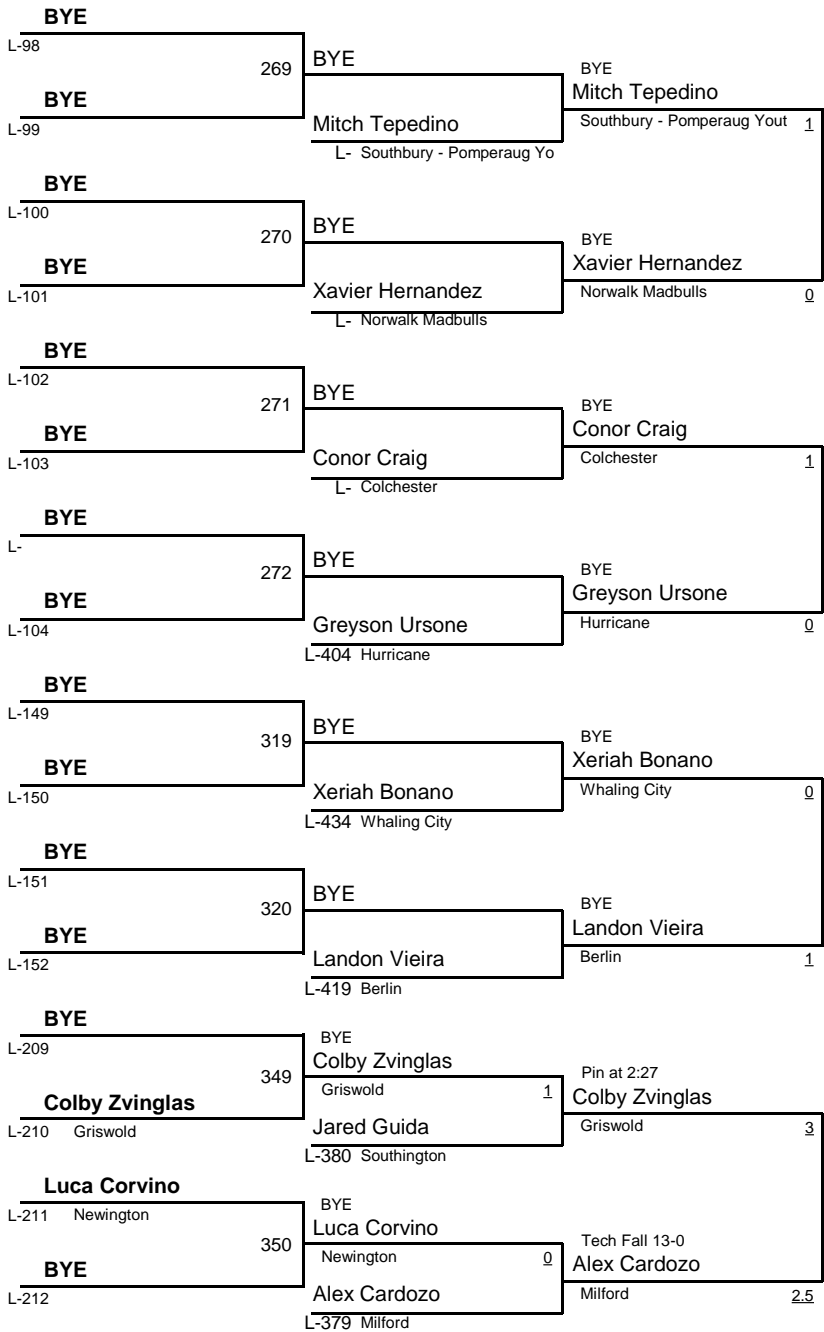 BYE
L-98
269
BYE
L-99
BYE
Mitch Tepedino
L- Southbury - Pomperaug Yo
BYE
Mitch Tepedino
Southbury - Pomperaug Yout 1
BYE
L-100
270
BYE
L-101
BYE
Xavier Hernandez
L- Norwalk Madbulls
BYE
Xavier Hernandez
Norwalk Madbulls 0
BYE
L-102
271
BYE
L-103
BYE
Conor Craig
L- Colchester
BYE
Conor Craig
Colchester 1
BYE
L-
272
BYE
L-104
BYE
Greyson Ursone
L-404 Hurricane
BYE
Greyson Ursone
Hurricane 0
BYE
L-149
319
BYE
L-150
BYE
Xeriah Bonano
L-434 Whaling City
BYE
Xeriah Bonano
Whaling City 0
BYE
L-151
320
BYE
L-152
BYE
Landon Vieira
L-419 Berlin
BYE
Landon Vieira
Berlin 1
BYE
L-209
349
Colby Zvinglas
L-210 Griswold
BYE
Colby Zvinglas
Griswold 1
Jared Guida
L-380 Southington
Pin at 2:27
Colby Zvinglas
Griswold 3
Luca Corvino
L-211 Newington
350
BYE
L-212
BYE
Luca Corvino
Newington 0
Alex Cardozo
L-379 Milford
Tech Fall 13-0
Alex Cardozo
Milford 2.5